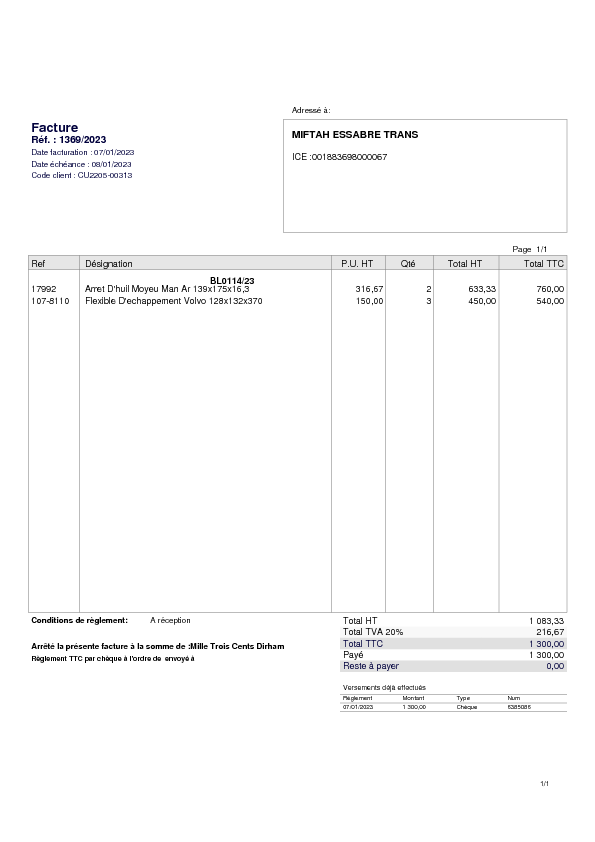 Adressé à:
Facture
Réf. : 1369/2023
Date facturation : 07/01/2023
Date échéance : 08/01/2023
Code client : CU2205-00313
MIFTAH ESSABRE TRANS
ICE :001883698000067
Page 1/1
Ref Désignation P.U. HT Qté Total HT Total TTC
BL0114/23
17992 Arret D'huil Moyeu Man Ar 139x175x16,3 316,67 2 633,33 760,00
107-8110 Flexible D'echappement Volvo 128x132x370 150,00 3 450,00 540,00
Conditions de règlement: A réception
Total HT 1 083,33
Total TVA 20% 216,67
Total TTC 1 300,00
Payé 1 300,00
Reste à payer 0,00
Arrêté la présente facture à la somme de :Mille Trois Cents Dirham
Règlement TTC par chèque à l'ordre de envoyé à
Versements déjà effectués
Règlement Montant Type Num
07/01/2023 1 300,00 Chèque 6385086
1/1